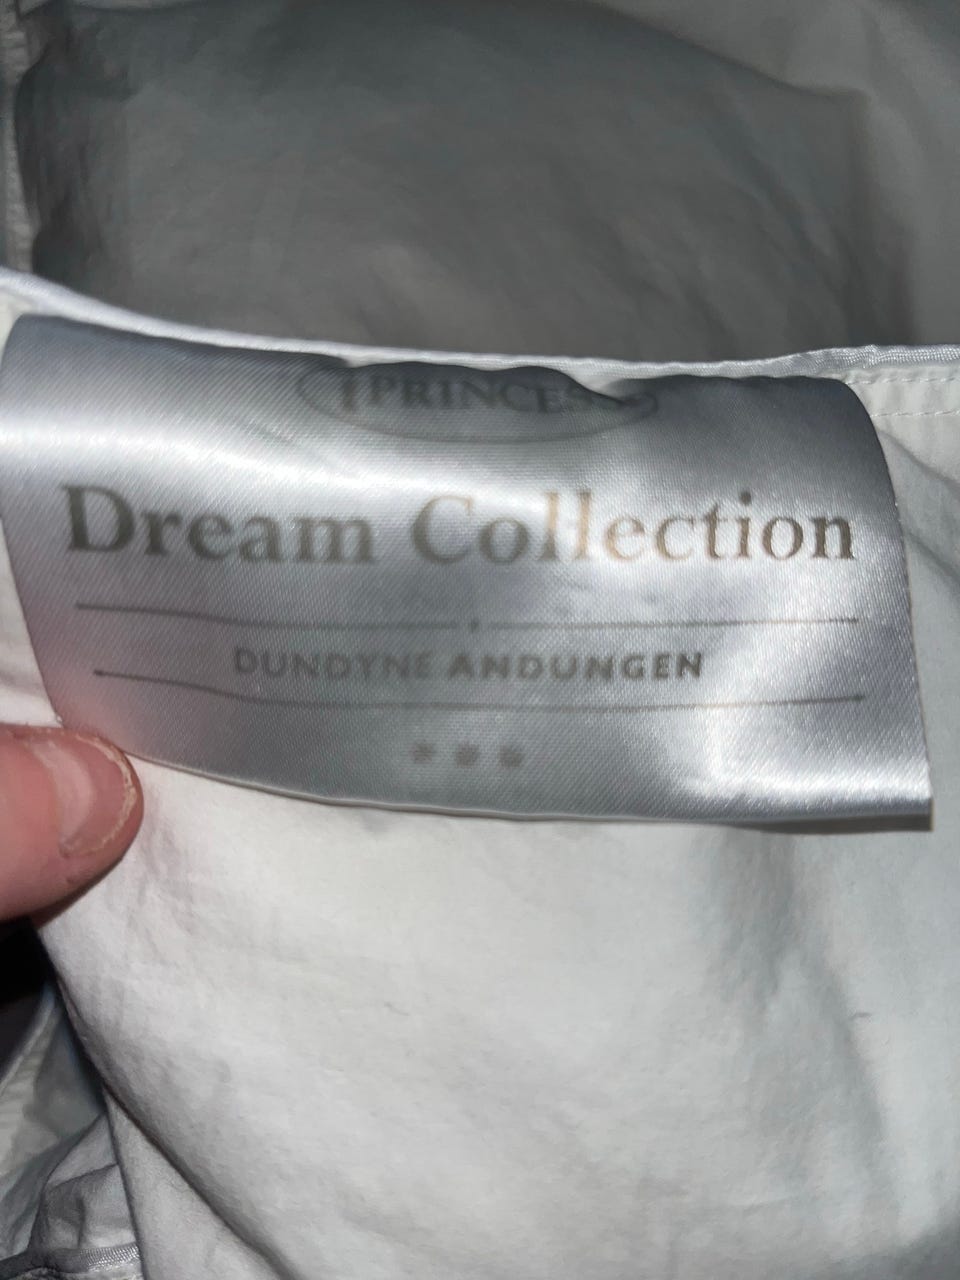 PRINCESS
Dream Collection
DUNDYNE ANDUNGEN
***